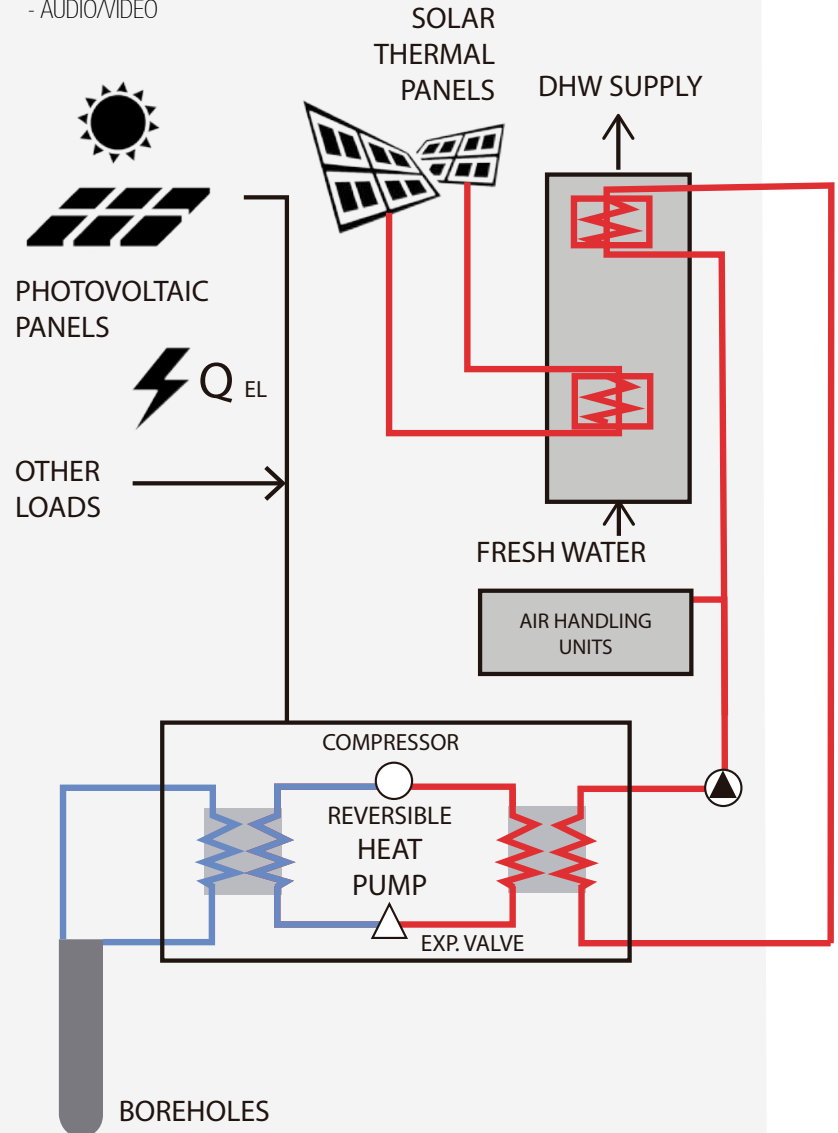 - AUDIO/VIDEO
SOLAR
THERMAL
PANELS
DHW SUPPLY
PHOTOVOLTAIC
PANELS
Q EL
OTHER
LOADS
FRESH WATER
AIR HANDLING
UNITS
COMPRESSOR
REVERSIBLE
HEAT
PUMP
EXP. VALVE
BOREHOLES